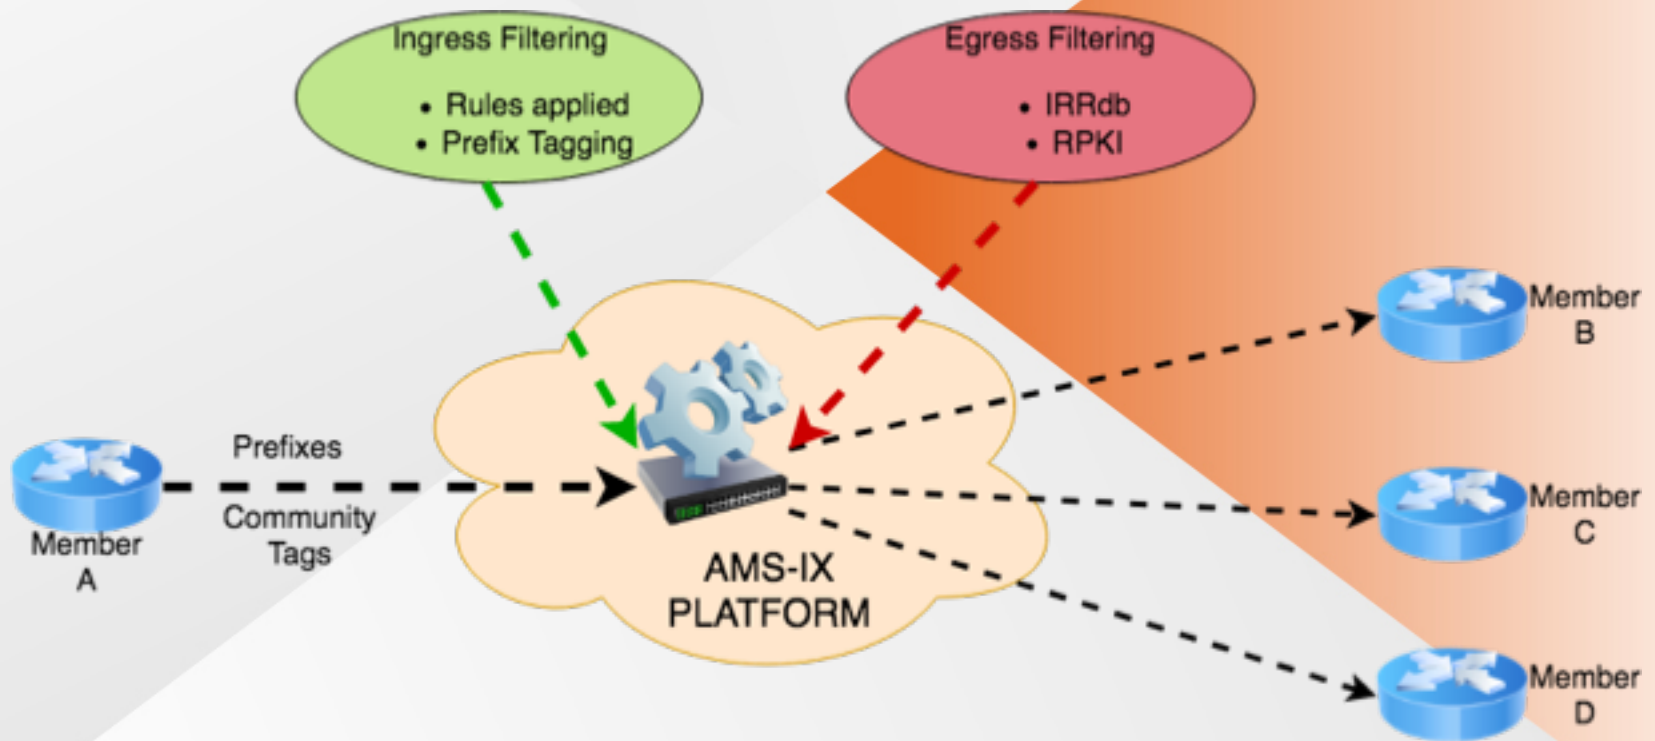 Ingress Filtering
• Rules applied
• Prefix Tagging
Egress Filtering
• IRRdb
• RPKI
Member
B
Prefixes
Community
Tags
Member
A
AMS-IX
PLATFORM
Member
C
Member
D